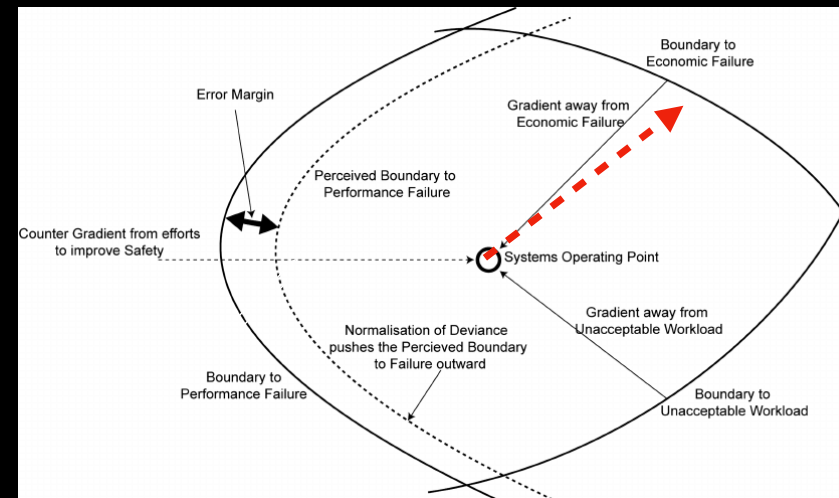 Boundary to
Economic Failure
Error Margin
Gradient away from
Economic Failure
Perceived Boundary to
Performance Failure
Counter Gradient from efforts
to improve Safety
Systems Operating Point
Gradient away from
Unacceptable Workload
Normalisation of Deviance
pushes the Percieved Boundary
to Failure outward
Boundary to
Performance Failure
Boundary to
Unacceptable Workload